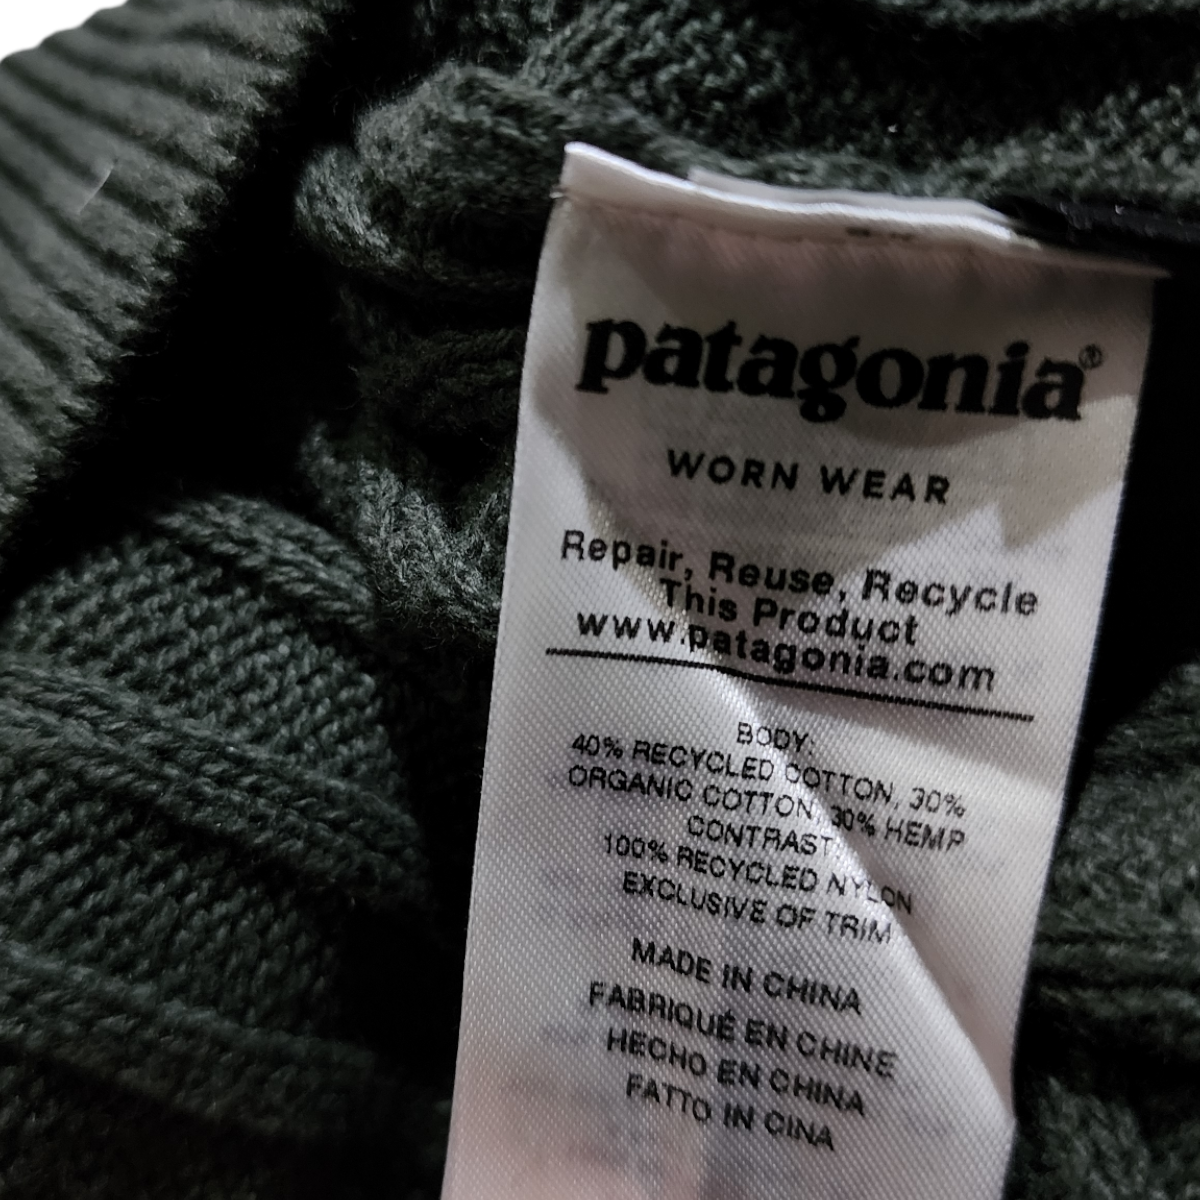 patagonia®
WORN WEAR
Repair, Reuse, Recycle
This Product
www.patagonia.com
BODY:
40% RECYCLED COTTON, 30%
ORGANIC COTTON, 30% HEMP
CONTRAST:
100% RECYCLED NYLON
EXCLUSIVE OF TRIM
MADE IN CHINA
FABRIQUÉ EN CHINE
HECHO EN CHINA
FATTO IN CINA